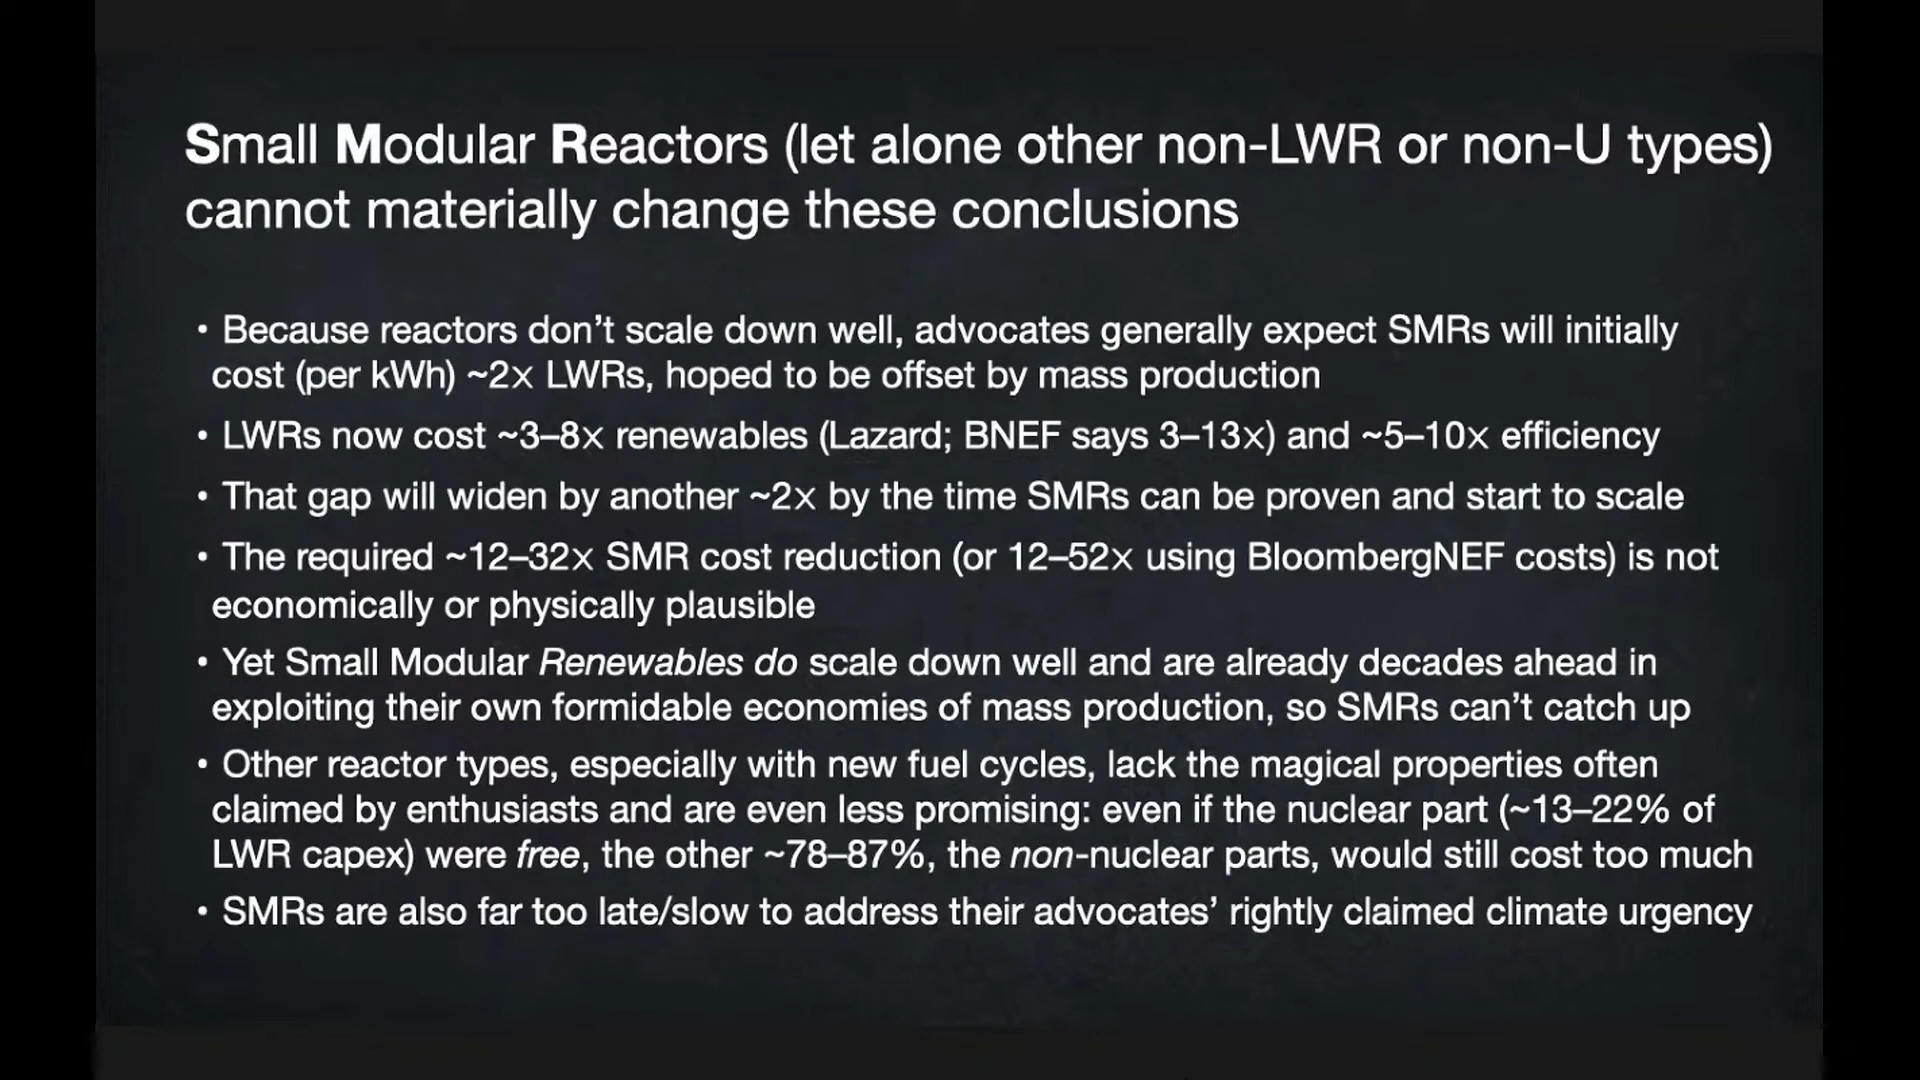 Small Modular Reactors (let alone other non-LWR or non-U types)
cannot materially change these conclusions
• Because reactors don’t scale down well, advocates generally expect SMRs will initially
cost (per kWh) ~2x LWRs, hoped to be offset by mass production
• LWRs now cost ~3–8x renewables (Lazard; BNEF says 3–13x) and ~5–10x efficiency
• That gap will widen by another ~2x by the time SMRs can be proven and start to scale
• The required ~12–32x SMR cost reduction (or 12–52x using BloombergNEF costs) is not
economically or physically plausible
• Yet Small Modular Renewables do scale down well and are already decades ahead in
exploiting their own formidable economies of mass production, so SMRs can’t catch up
• Other reactor types, especially with new fuel cycles, lack the magical properties often
claimed by enthusiasts and are even less promising: even if the nuclear part (~13–22% of
LWR capex) were free, the other ~78–87%, the non-nuclear parts, would still cost too much
• SMRs are also far too late/slow to address their advocates’ rightly claimed climate urgency